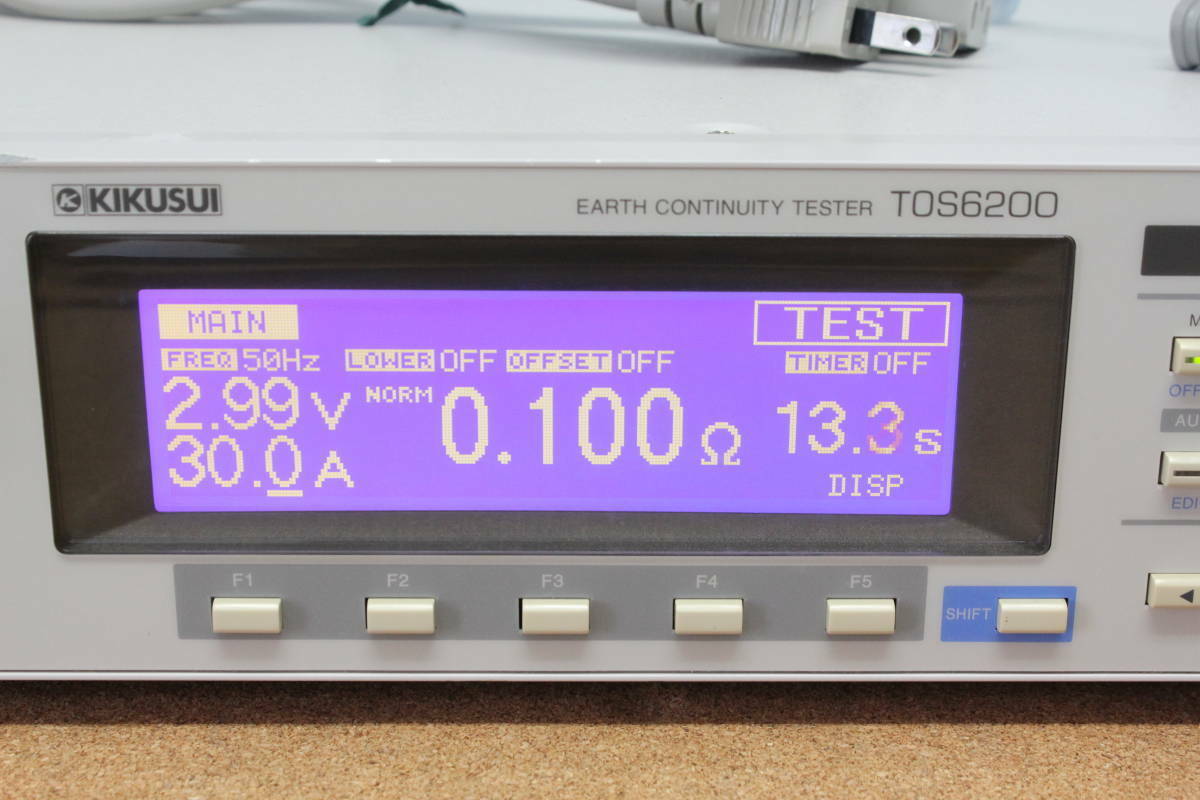 KIKUSUI
EARTH CONTINUITY TESTER TOS6200
MAIN TEST
FREQ 50Hz LOWER OFF OFFSET OFF TIMER OFF
2.99 V NORM 0.100 Ω 13.3 s
30.0 A
DISP
F1 F2 F3 F4 F5
SHIFT